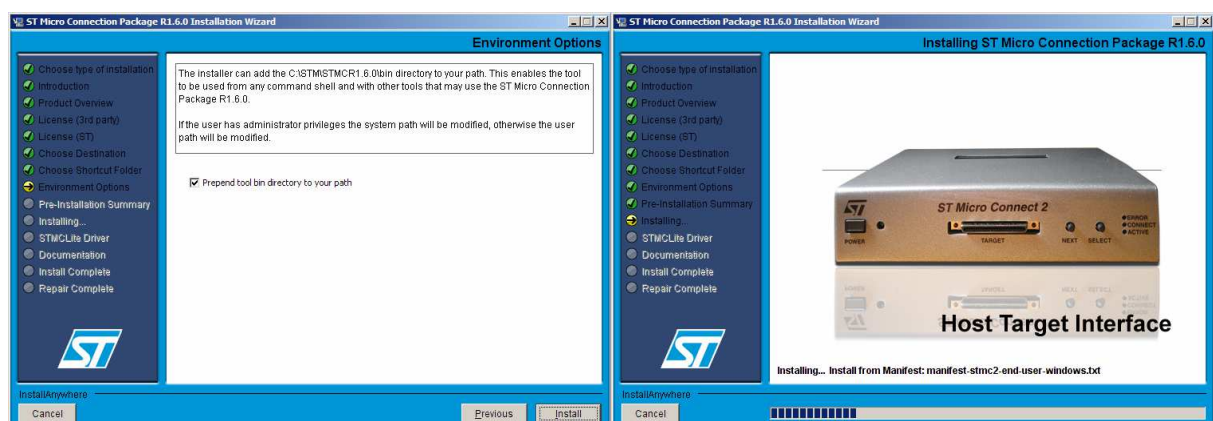 ST Micro Connection Package R1.6.0 Installation Wizard
Environment Options
Choose type of installation
Introduction
Product Overview
License (3rd party)
License (ST)
Choose Destination
Choose Shortcut Folder
Environment Options
Pre-Installation Summary
Installing...
STMCLite Driver
Documentation
Install Complete
Repair Complete
ST
The installer can add the C:\STM\STMCR1.6.0\bin directory to your path. This enables the tool
to be used from any command shell and with other tools that may use the ST Micro Connection
Package R1.6.0.
If the user has administrator privileges the system path will be modified, otherwise the user
path will be modified.
Prepend tool bin directory to your path
InstallAnywhere
Cancel
Previous
Install
ST Micro Connection Package R1.6.0 Installation Wizard
Installing ST Micro Connection Package R1.6.0
Choose type of installation
Introduction
Product Overview
License (3rd party)
License (ST)
Choose Destination
Choose Shortcut Folder
Environment Options
Pre-Installation Summary
Installing...
STMCLite Driver
Documentation
Install Complete
Repair Complete
ST
ST
ST Micro Connect 2
POWER
TARGET
NEXT
SELECT
ERROR
CONNECT
ACTIVE
Host Target Interface
Installing... Install from Manifest: manifest-stmc2-end-user-windows.txt
InstallAnywhere
Cancel